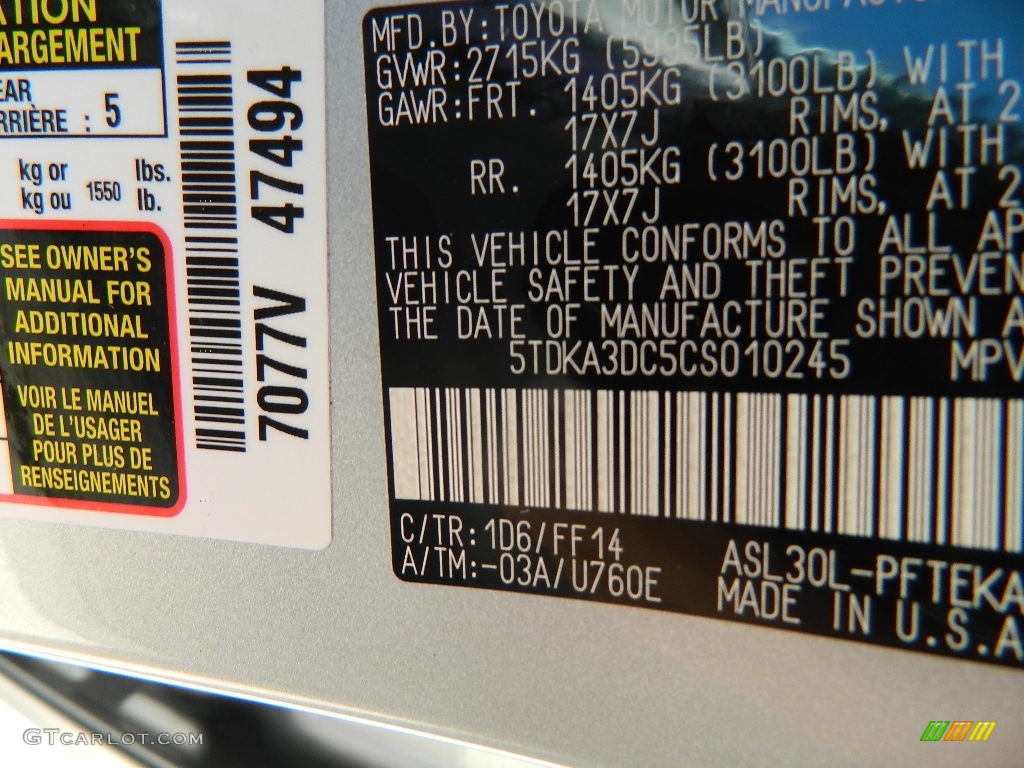 TION
ARGEMENT
EAR
RRIÈRE : 5
kg or lbs.
kg ou 1550 lb.
SEE OWNER'S
MANUAL FOR
ADDITIONAL
INFORMATION
VOIR LE MANUEL
DE L'USAGER
POUR PLUS DE
RENSEIGNEMENTS
7077V 47494
MFD.BY:TOYOTA MOTOR MANUFACTU
GVWR:2715KG (5995LB)
GAWR:FRT. 1405KG (3100LB) WITH
17X7J RIMS, AT 2
RR. 1405KG (3100LB) WITH
17X7J RIMS, AT 2
THIS VEHICLE CONFORMS TO ALL AP
VEHICLE SAFETY AND THEFT PREVEN
THE DATE OF MANUFACTURE SHOWN A
5TDKA3DC5CS010245 MPV
C/TR:1D6/FF14
A/TM:-03A/U760E
ASL30L-PFTEKA
MADE IN U.S.A
GTCARLOT.COM